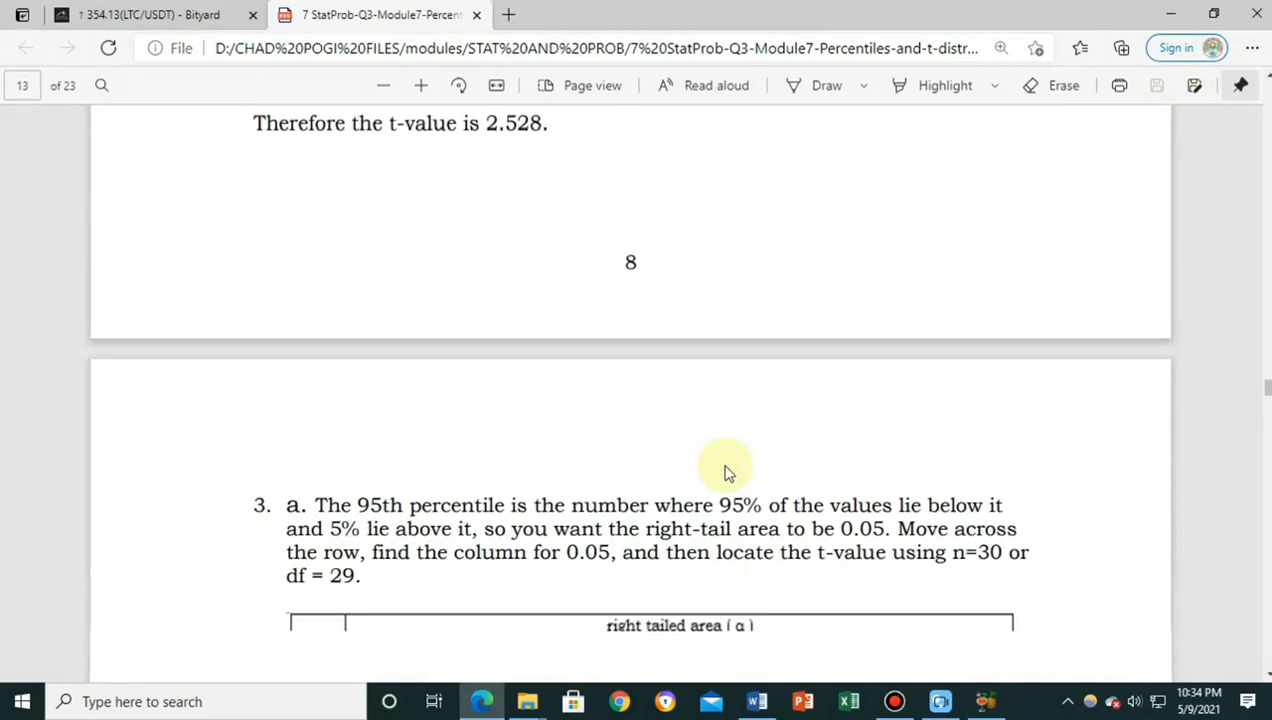 ↑ 354.13(LTC/USDT) - Bityard
7 StatProb-Q3-Module7-Percent
File D:/CHAD%20POGI%20FILES/modules/STAT%20AND%20PROB/7%20StatProb-Q3-Module7-Percentiles-and-t-distr...
Sign in
13 of 23
Page view
Read aloud
Draw
Highlight
Erase
Therefore the t-value is 2.528.
8
3. a. The 95th percentile is the number where 95% of the values lie below it
and 5% lie above it, so you want the right-tail area to be 0.05. Move across
the row, find the column for 0.05, and then locate the t-value using n=30 or
df = 29.
right tailed area ( α )
Type here to search
10:34 PM
5/9/2021